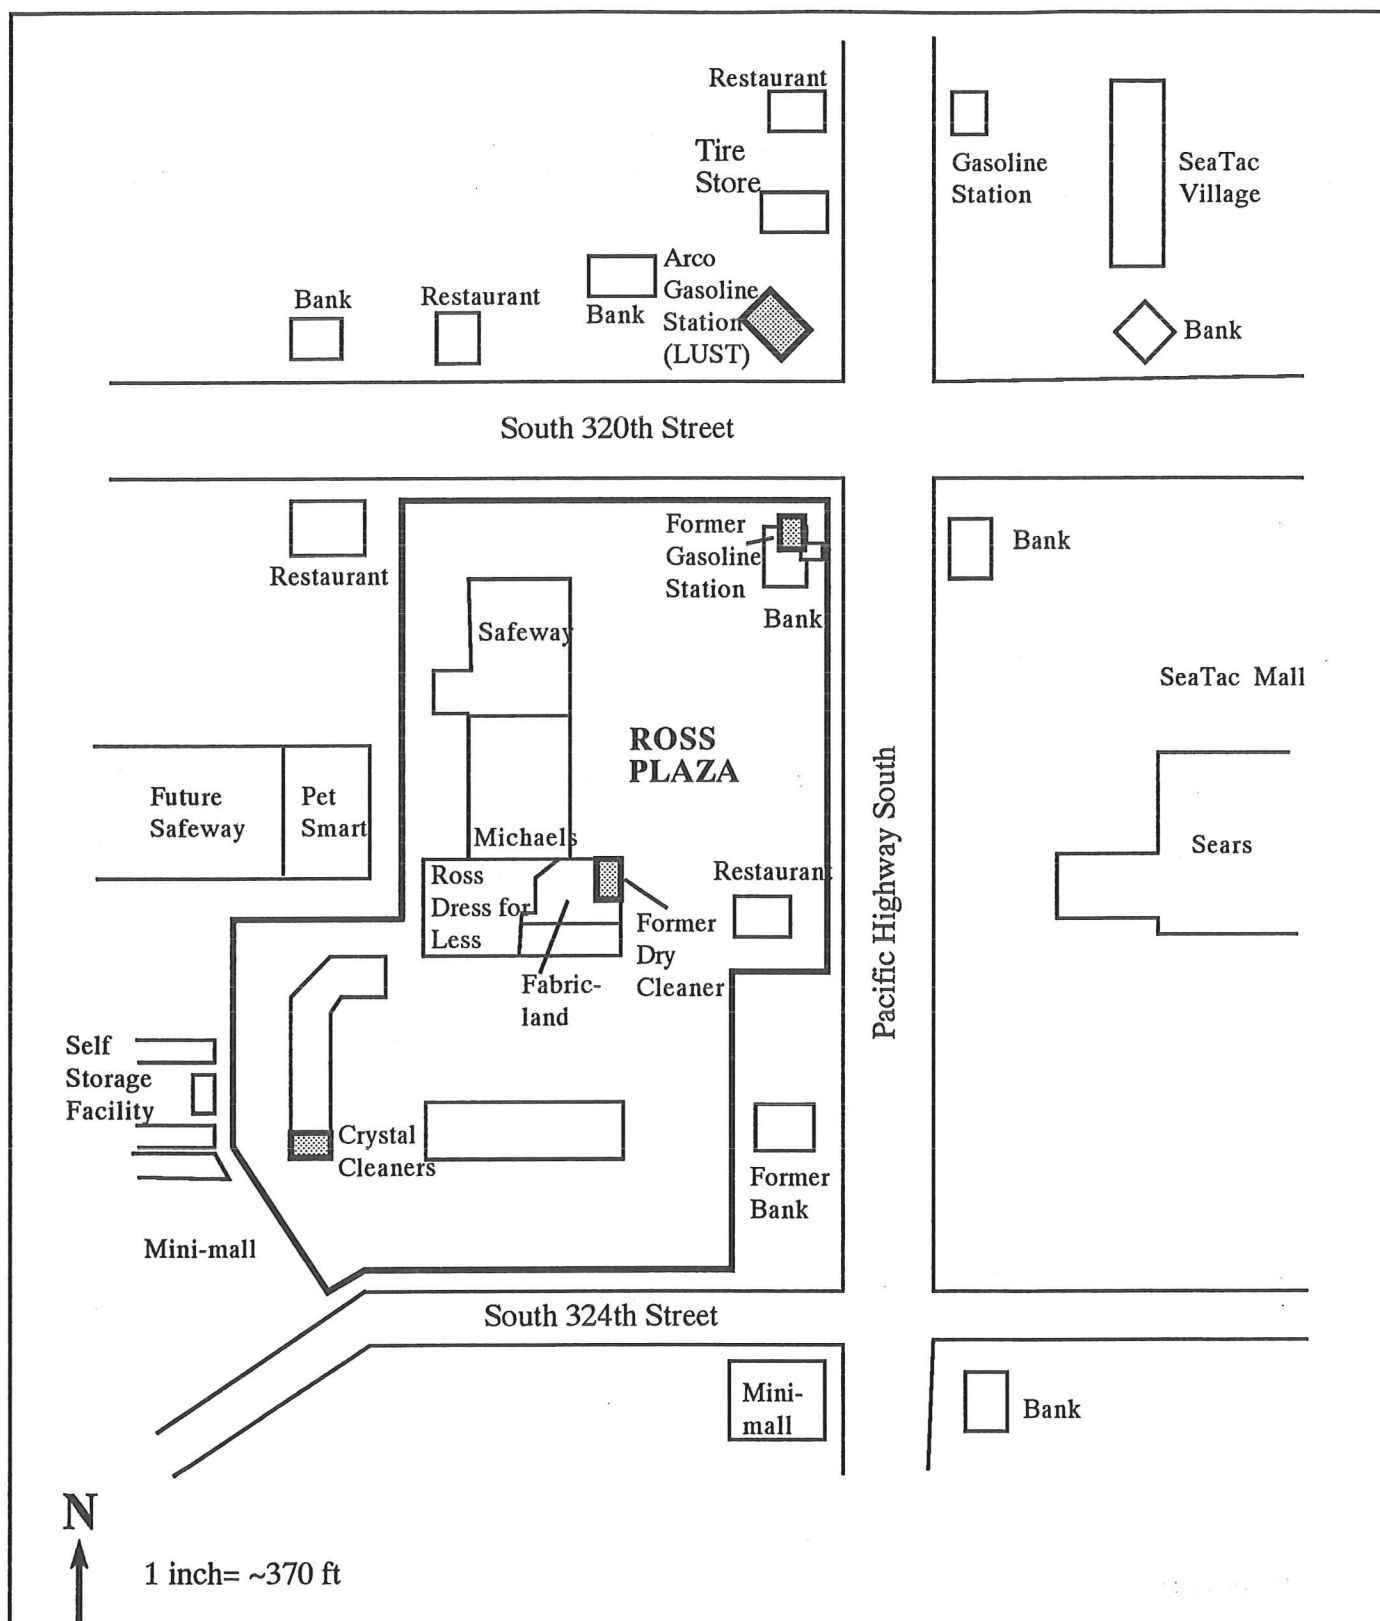 Restaurant
Tire
Store
Gasoline
Station
SeaTac
Village
Arco
Gasoline
Station
(LUST)
Bank
Restaurant
Bank
Bank
South 320th Street
Former
Gasoline
Station
Bank
Bank
Restaurant
Safeway
SeaTac Mall
ROSS
PLAZA
Pacific Highway South
Future
Safeway
Pet
Smart
Michaels
Sears
Ross
Dress for
Less
Restaurant
Former
Dry
Cleaner
Fabric-
land
Self
Storage
Facility
Crystal
Cleaners
Former
Bank
Mini-mall
South 324th Street
Mini-
mall
Bank
N
1 inch= ~370 ft